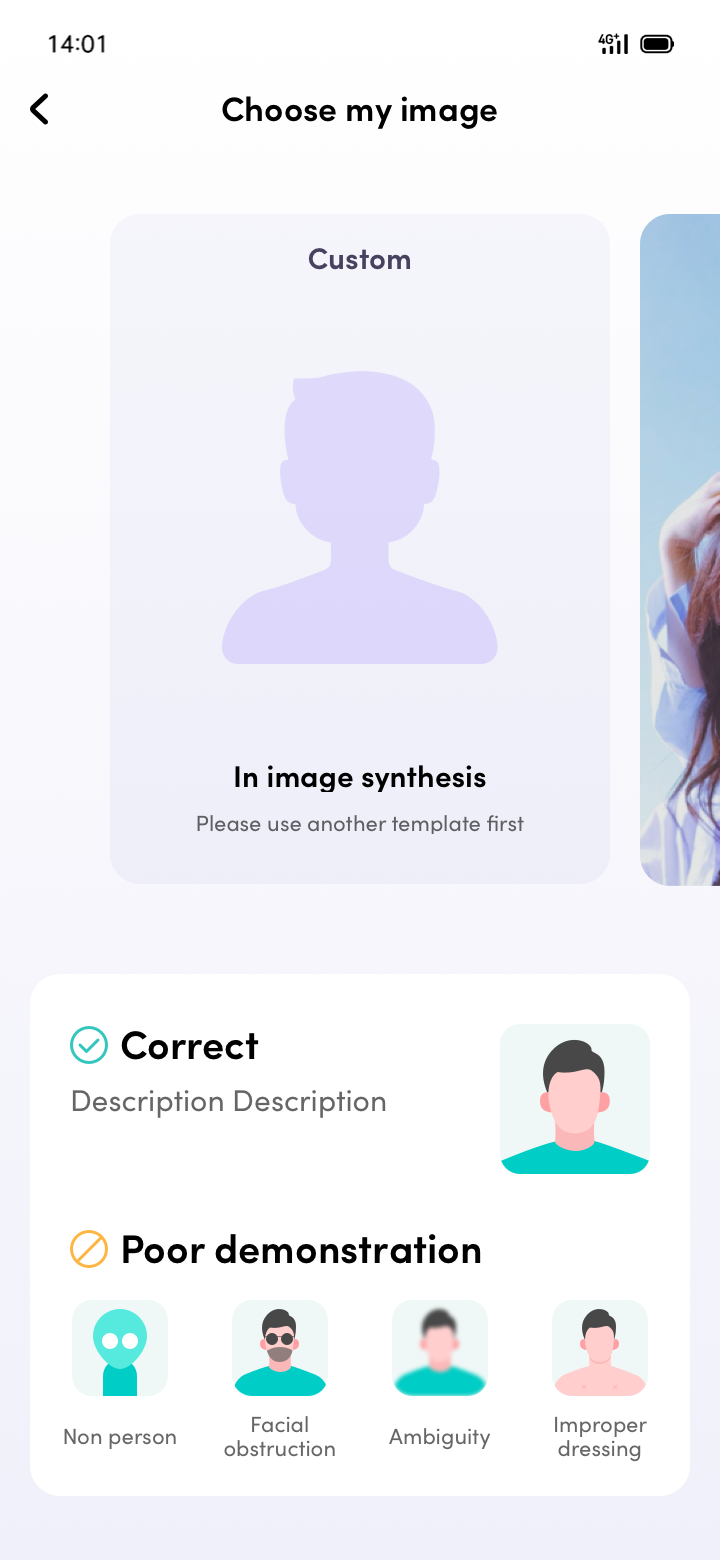 14:01
4G+
Choose my image
Custom
In image synthesis
Please use another template first
Correct
Description Description
Poor demonstration
Non person
Facial
obstruction
Ambiguity
Improper
dressing